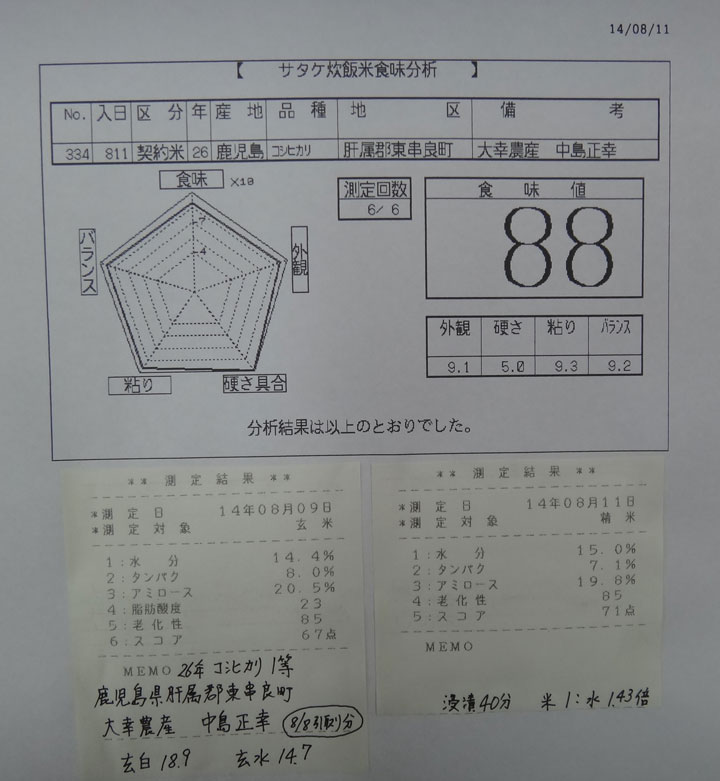 14/08/11
【 サタケ炊飯米食味分析 】
No. 入日 区分 年 産地 品種 地区 備考
334 811 契約米 26 鹿児島 コシヒカリ 肝属郡東串良町 大幸農産 中島正幸
食味 ×10
7
4
バランス
外観
粘り
硬さ具合
測定回数
6/ 6
食味値
88
外観 硬さ 粘り バランス
9.1 5.0 9.3 9.2
分析結果は以上のとおりでした。
** 測定結果 **
*測定日 14年08月09日
*測定対象 玄米
1:水分 14.4%
2:タンパク 8.0%
3:アミロース 20.5%
4:脂肪酸度 23
5:老化性 85
6:スコア 67点
MEMO 26年 コシヒカリ 1等
鹿児島県肝属郡東串良町
大幸農産 中島正幸 8/8引取り分
玄白 18.9 玄水 14.7
** 測定結果 **
*測定日 14年08月11日
*測定対象 精米
1:水分 15.0%
2:タンパク 7.1%
3:アミロース 19.8%
4:老化性 85
5:スコア 71点
MEMO
浸漬40分 米1:水1.43倍